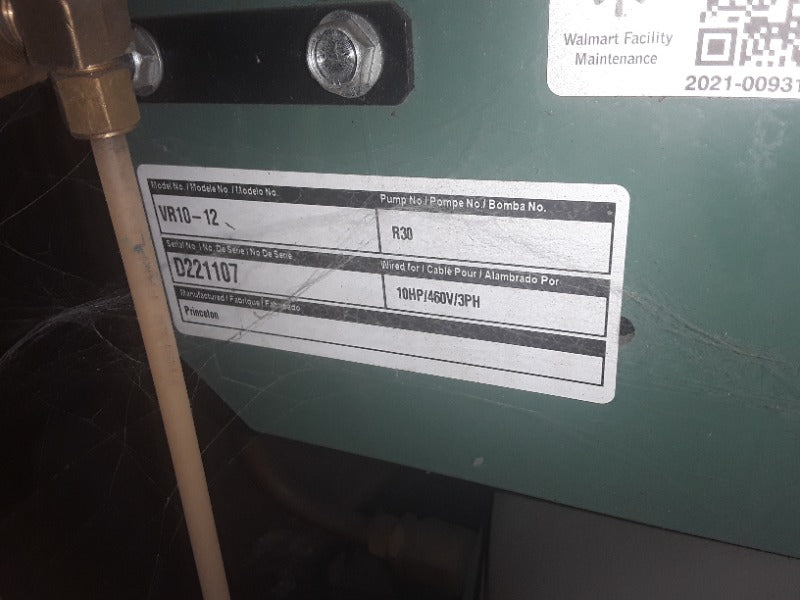 Walmart Facility
Maintenance
2021-00931
Model No. / Modele No. / Modelo No.
Pump No / Pompe No / Bomba No.
VR10-12
R30
Serial No. / No. De Serie / No De Serie
Wired for / Cablé Pour / Alambrado Por
D221107
10HP/460V/3PH
Manufactured / Fabrique / Fabricado
Princeton